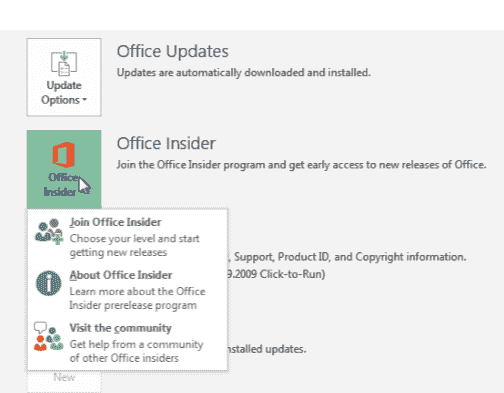 Office Updates
Updates are automatically downloaded and installed.
Update
Options
Office Insider
Join the Office Insider program and get early access to new releases of Office.
Office
Insider
Join Office Insider
Choose your level and start
getting new releases
, Support, Product ID, and Copyright information.
About Office Insider
9.2009 Click-to-Run)
Learn more about the Office
Insider prerelease program
Visit the community
Get help from a community
of other Office insiders
nstalled updates.
New